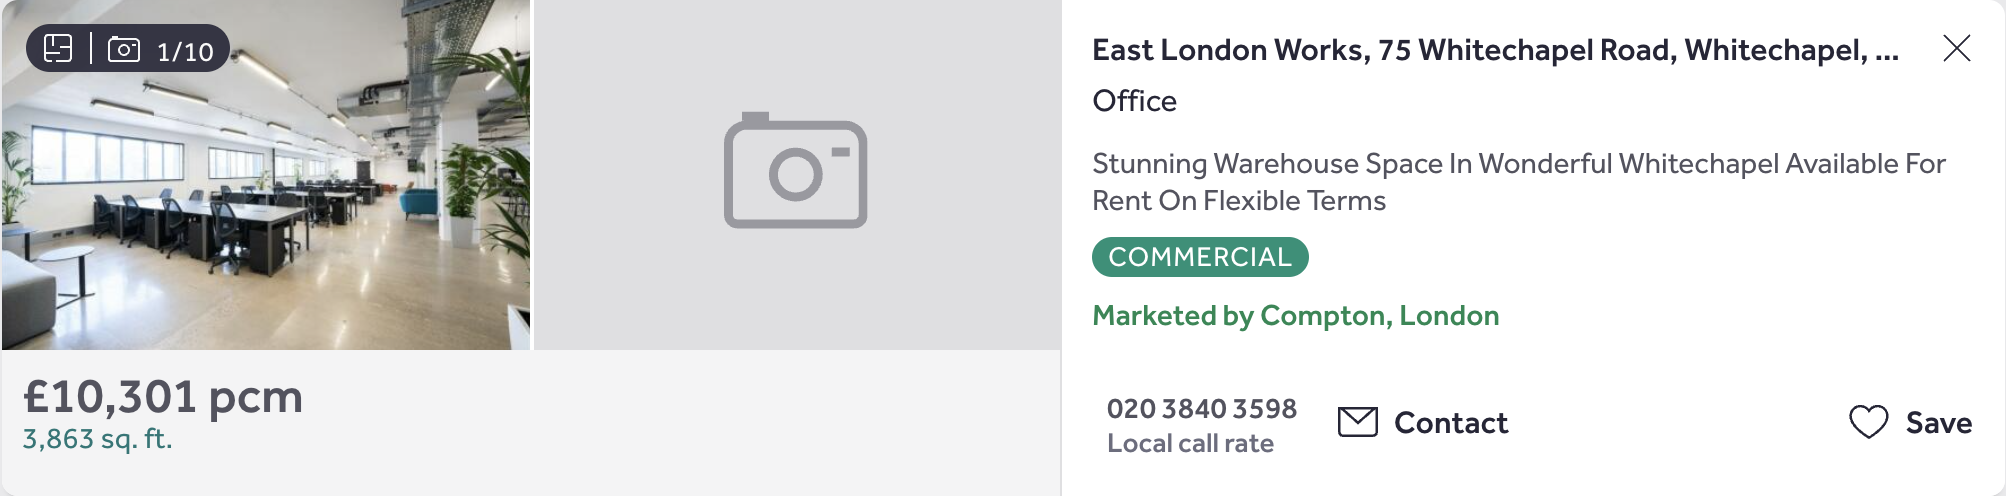 1/10
£10,301 pcm
3,863 sq. ft.
East London Works, 75 Whitechapel Road, Whitechapel, ...
Office
Stunning Warehouse Space In Wonderful Whitechapel Available For
Rent On Flexible Terms
COMMERCIAL
Marketed by Compton, London
020 3840 3598
Local call rate
Contact
Save